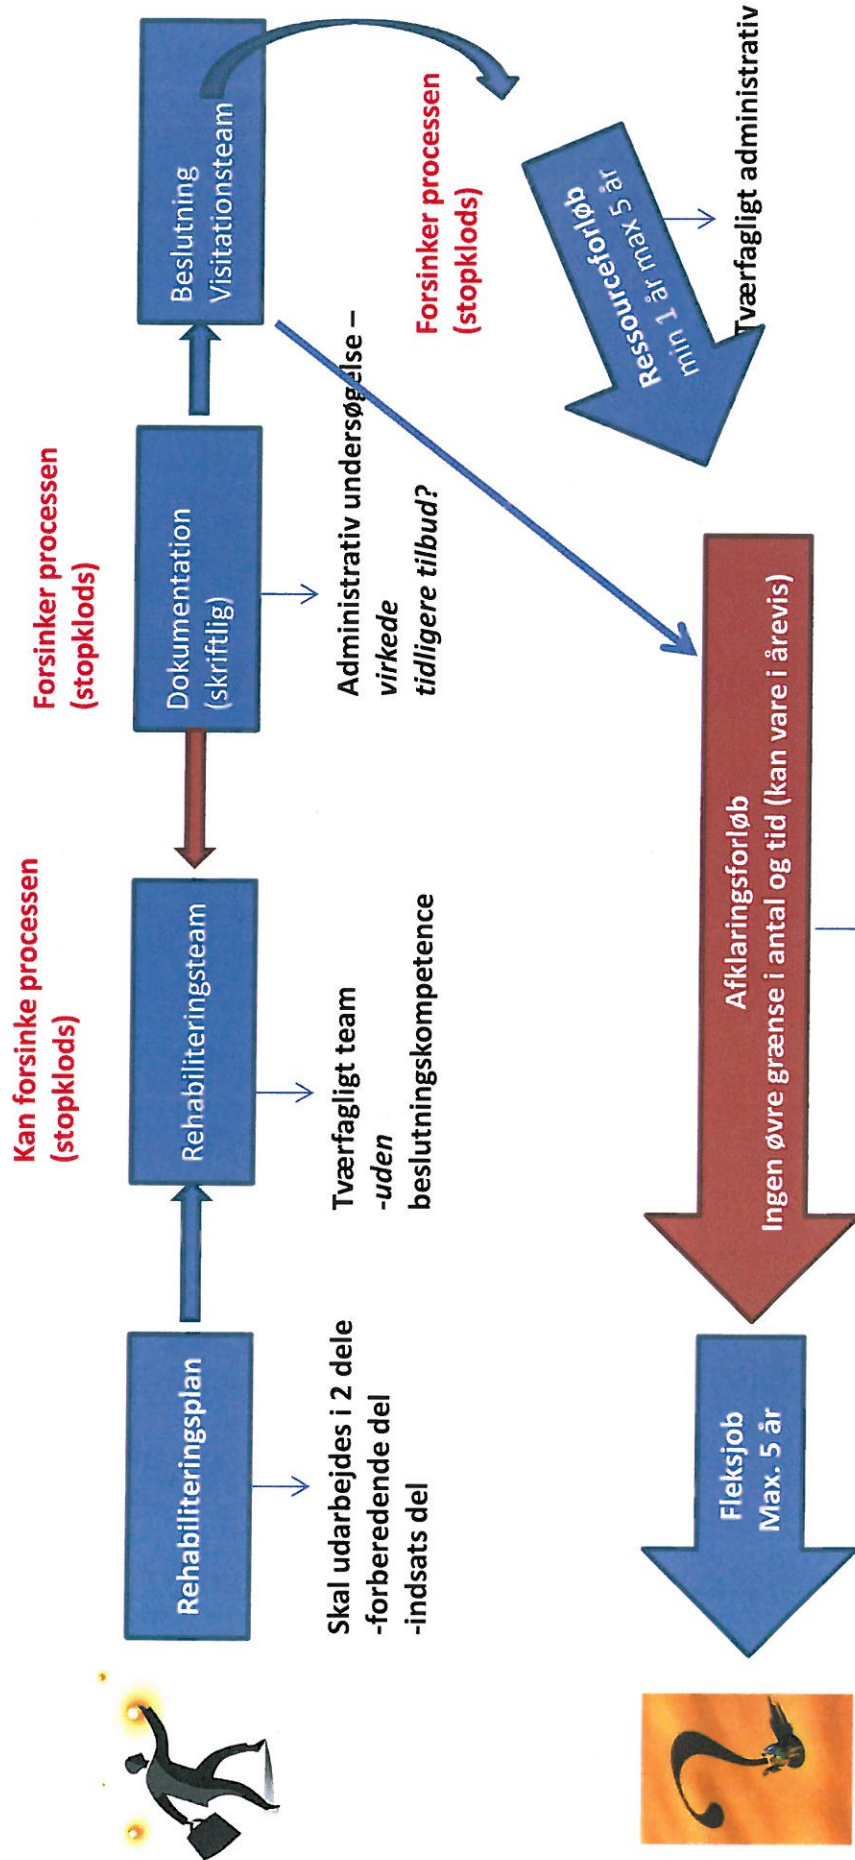 Kan forsinke processen
(stopklods)
Forsinker processen
(stopklods)
Rehabiliteringsplan
Rehabiliteringsteam
Dokumentation
(skriftlig)
Beslutning
Visitationsteam
Skal udarbejdes i 2 dele
-forberedende del
-indsats del
Tværfagligt team
-uden
beslutningskompetence
Administrativ undersøgelse –
virkede
tidligere tilbud?
Forsinker processen
(stopklods)
Ressourceforløb
min 1 år max 5 år
Tværfagligt administrativ
Fleksjob
Max. 5 år
Afklaringsforløb
Ingen øvre grænse i antal og tid (kan vare i årevis)